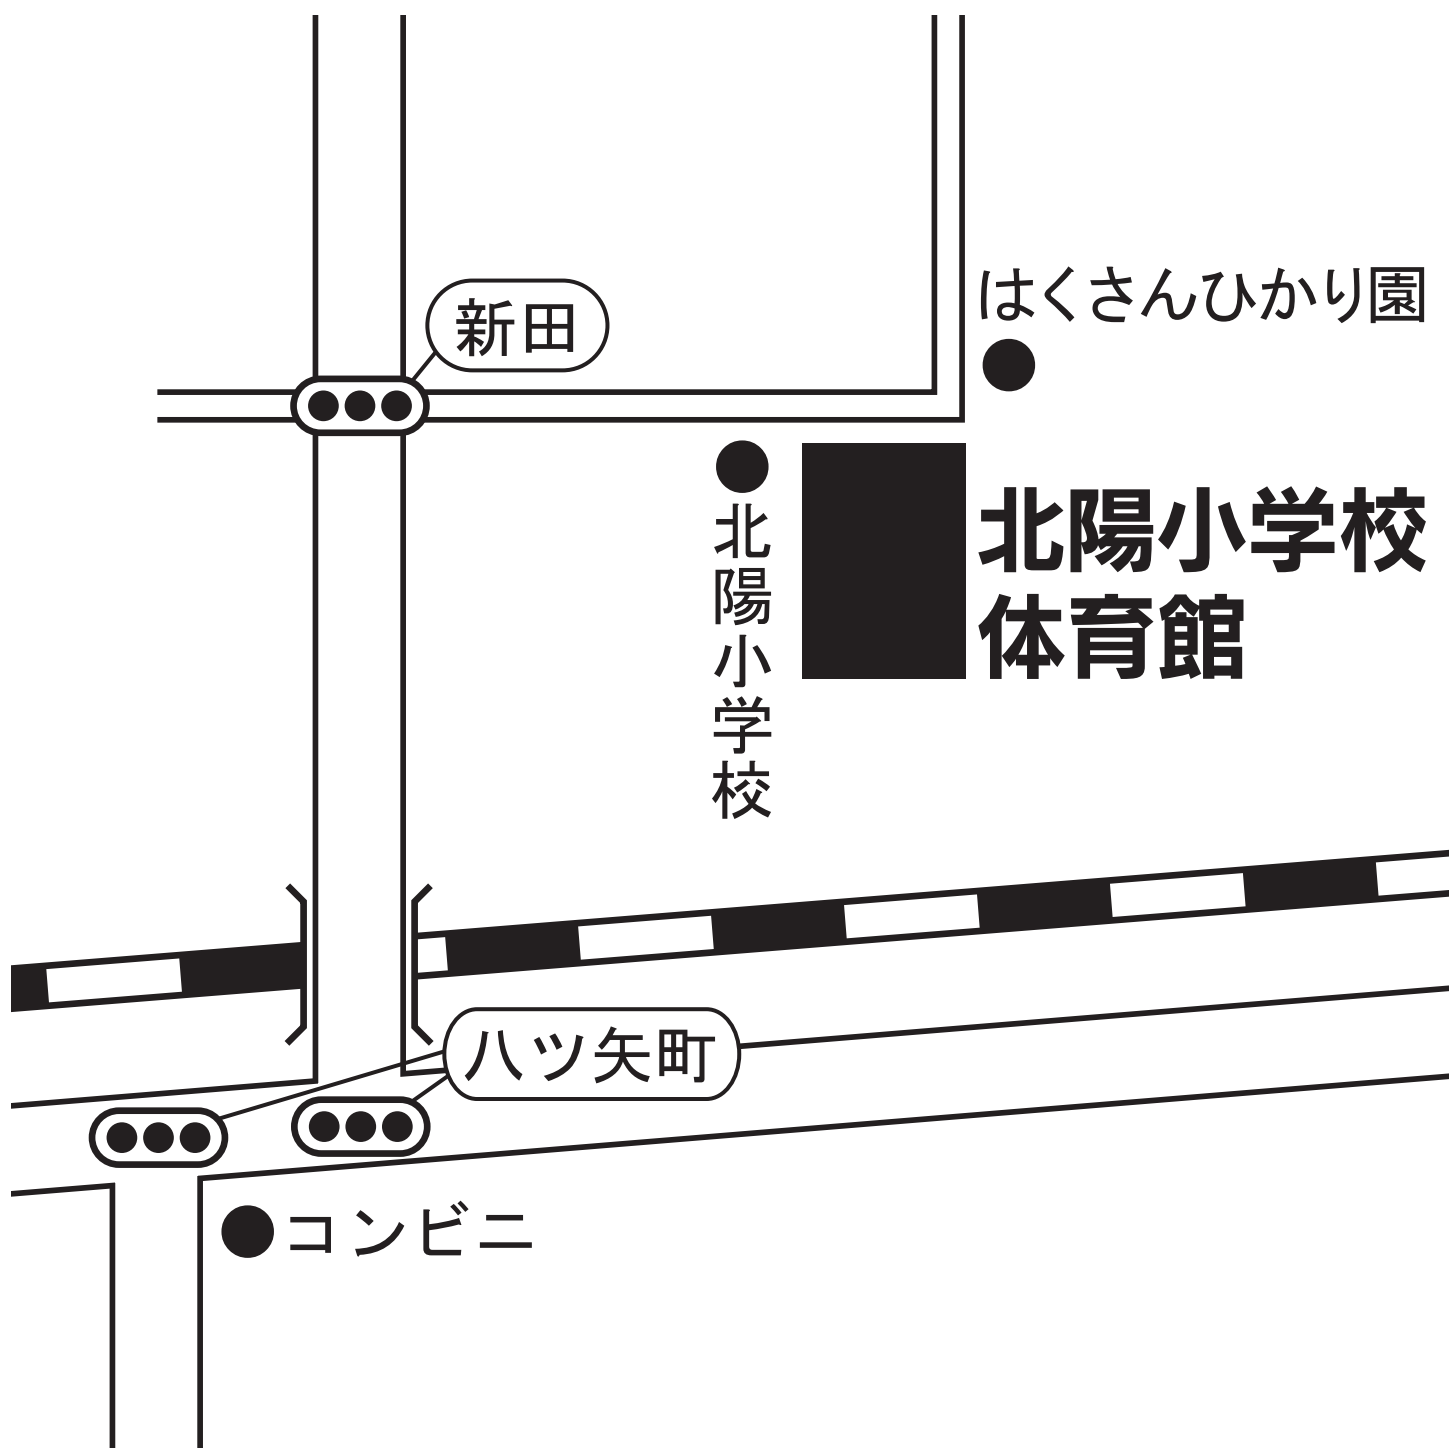 新田
はくさんひかり園
北陽小学校
北陽小学校
体育館
八ツ矢町
コンビニ